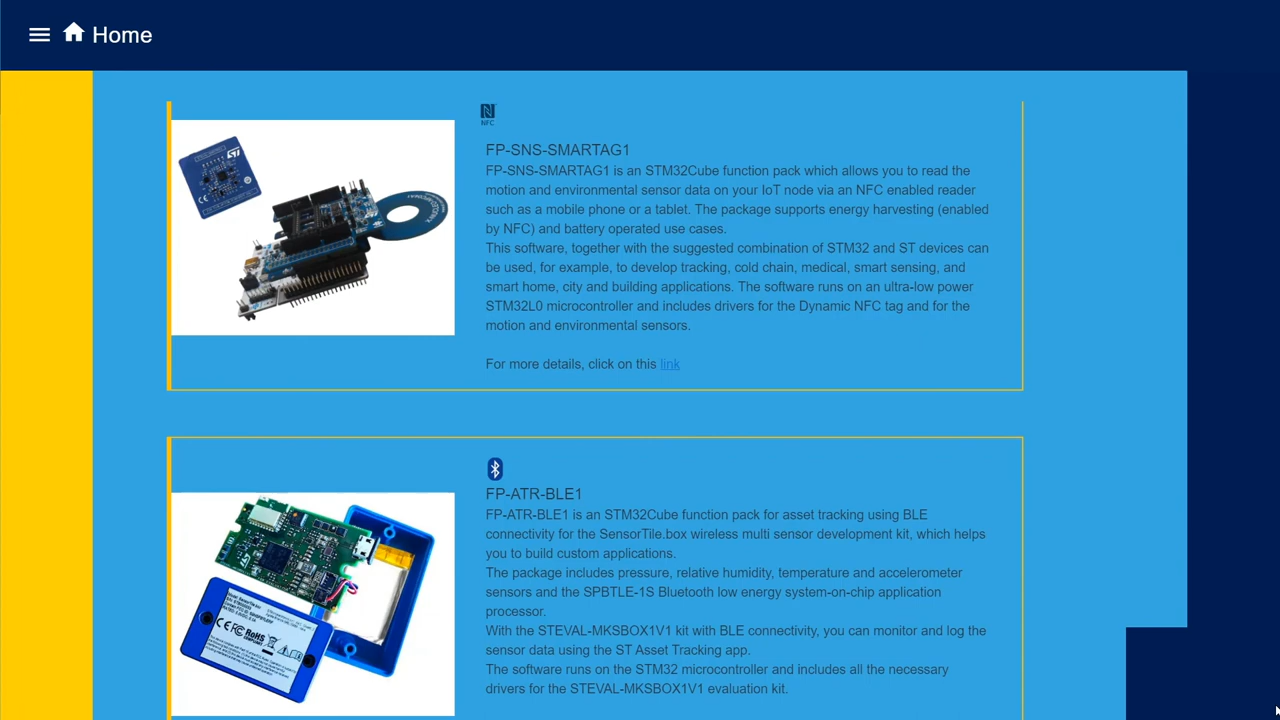 Home
NFC
FP-SNS-SMARTAG1
FP-SNS-SMARTAG1 is an STM32Cube function pack which allows you to read the
motion and environmental sensor data on your IoT node via an NFC enabled reader
such as a mobile phone or a tablet. The package supports energy harvesting (enabled
by NFC) and battery operated use cases.
This software, together with the suggested combination of STM32 and ST devices can
be used, for example, to develop tracking, cold chain, medical, smart sensing, and
smart home, city and building applications. The software runs on an ultra-low power
STM32L0 microcontroller and includes drivers for the Dynamic NFC tag and for the
motion and environmental sensors.
For more details, click on this link
FP-ATR-BLE1
FP-ATR-BLE1 is an STM32Cube function pack for asset tracking using BLE
connectivity for the SensorTile.box wireless multi sensor development kit, which helps
you to build custom applications.
The package includes pressure, relative humidity, temperature and accelerometer
sensors and the SPBTLE-1S Bluetooth low energy system-on-chip application
processor.
With the STEVAL-MKSBOX1V1 kit with BLE connectivity, you can monitor and log the
sensor data using the ST Asset Tracking app.
The software runs on the STM32 microcontroller and includes all the necessary
drivers for the STEVAL-MKSBOX1V1 evaluation kit.
ST
CE
CE FC RoHS